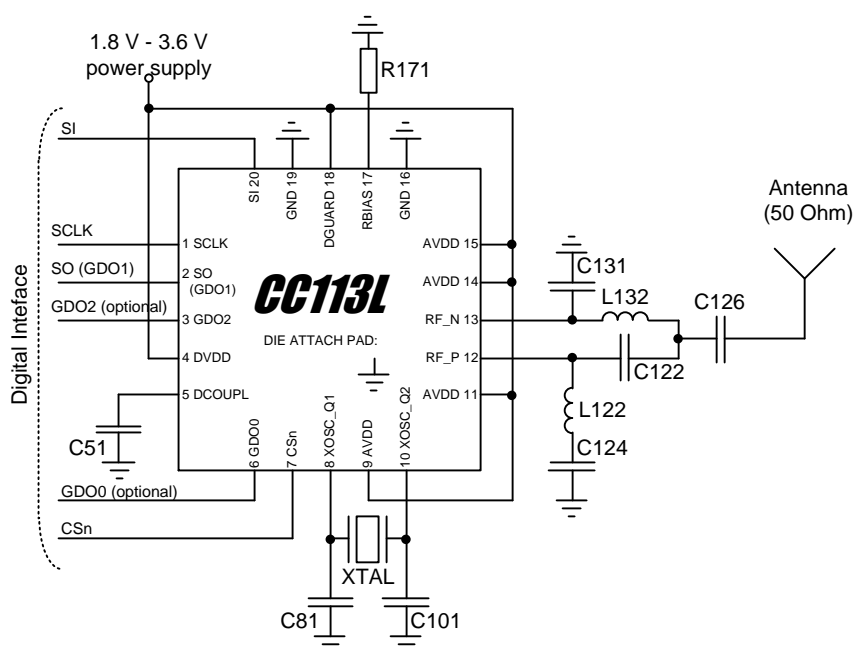 1.8 V - 3.6 V
power supply
R171
SI
SI 20
GND 19
DGUARD 18
RBIAS 17
GND 16
Antenna
(50 Ohm)
SCLK
1 SCLK
AVDD 15
SO (GDO1)
2 SO
(GDO1)
AVDD 14
C131
GDO2 (optional)
3 GDO2
CC113L
RF_N 13
L132
C126
DIE ATTACH PAD:
4 DVDD
RF_P 12
C122
5 DCOUPL
AVDD 11
L122
C51
6 GDO0
7 CSn
8 XOSC_Q1
9 AVDD
10 XOSC_Q2
C124
GDO0 (optional)
CSn
XTAL
C81
C101
Digital Inteface